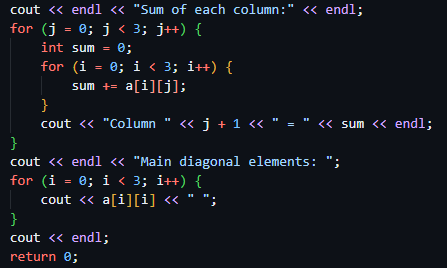 cout << endl << "Sum of each column:" << endl;
for (j = 0; j < 3; j++) {
    int sum = 0;
    for (i = 0; i < 3; i++) {
        sum += a[i][j];
    }
    cout << "Column " << j + 1 << " = " << sum << endl;
}
cout << endl << "Main diagonal elements: ";
for (i = 0; i < 3; i++) {
    cout << a[i][i] << " ";
}
cout << endl;
return 0;